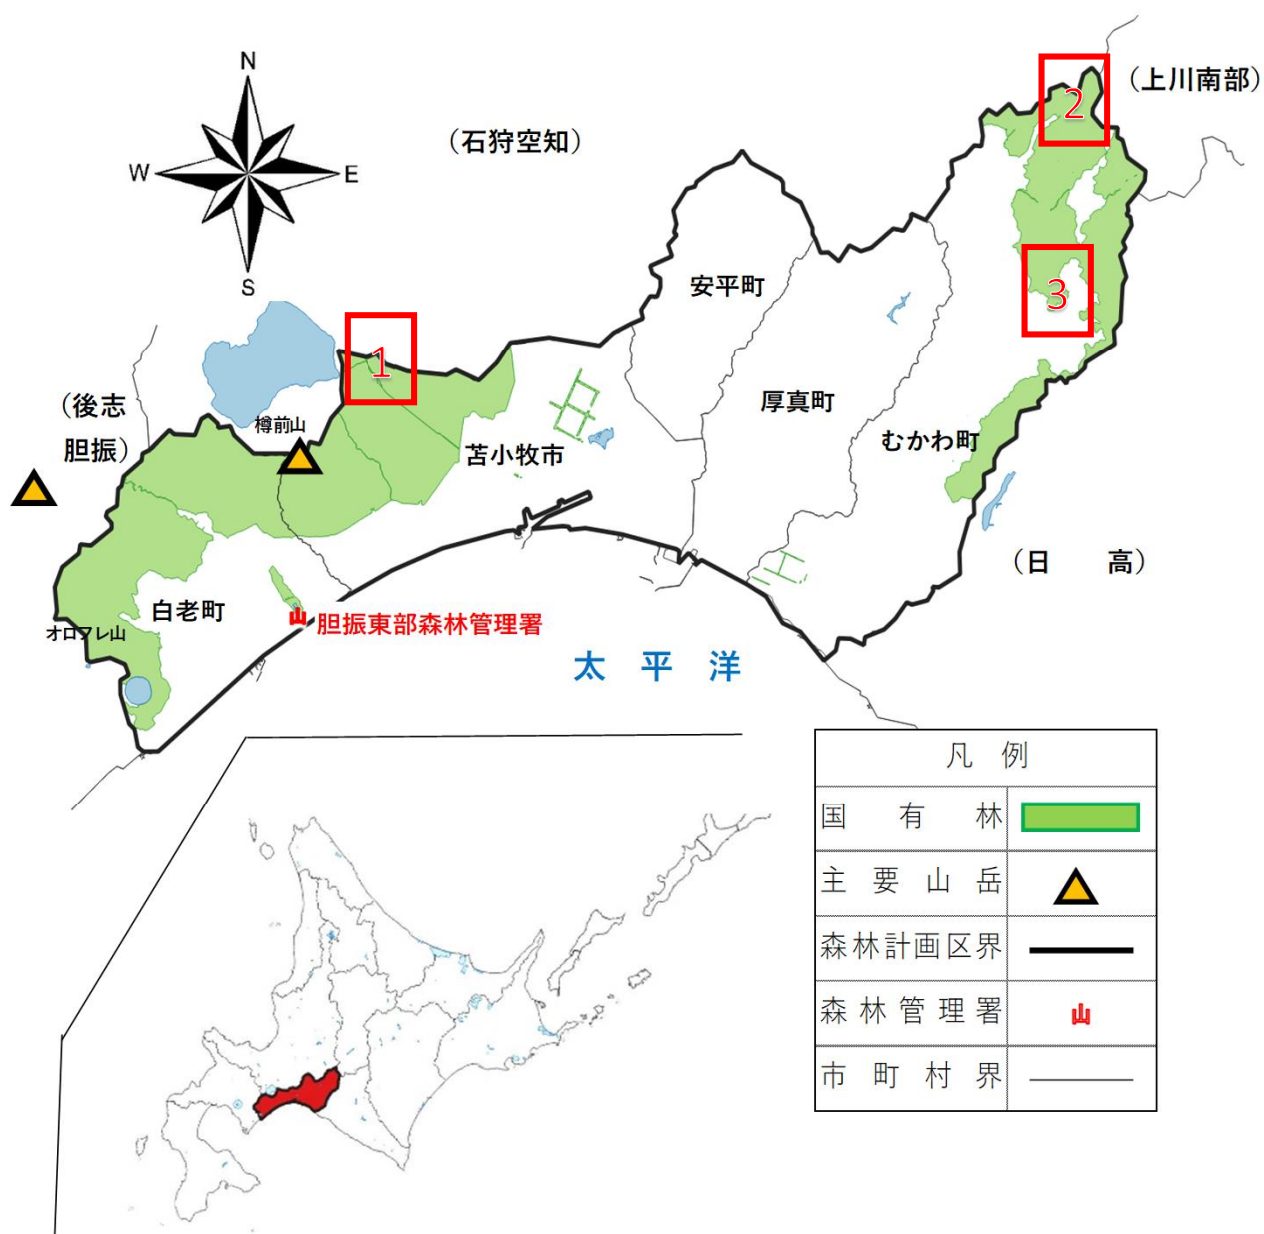 N
W
E
S
(石狩空知)
(上川南部)
2
3
1
安平町
厚真町
むかわ町
(後志
胆振)
樽前山
苫小牧市
白老町
オロフレ山
胆振東部森林管理署
太 平 洋
(日 高)
凡 例
国 有 林
主 要 山 岳
森林計画区界
森 林 管 理 署
市 町 村 界